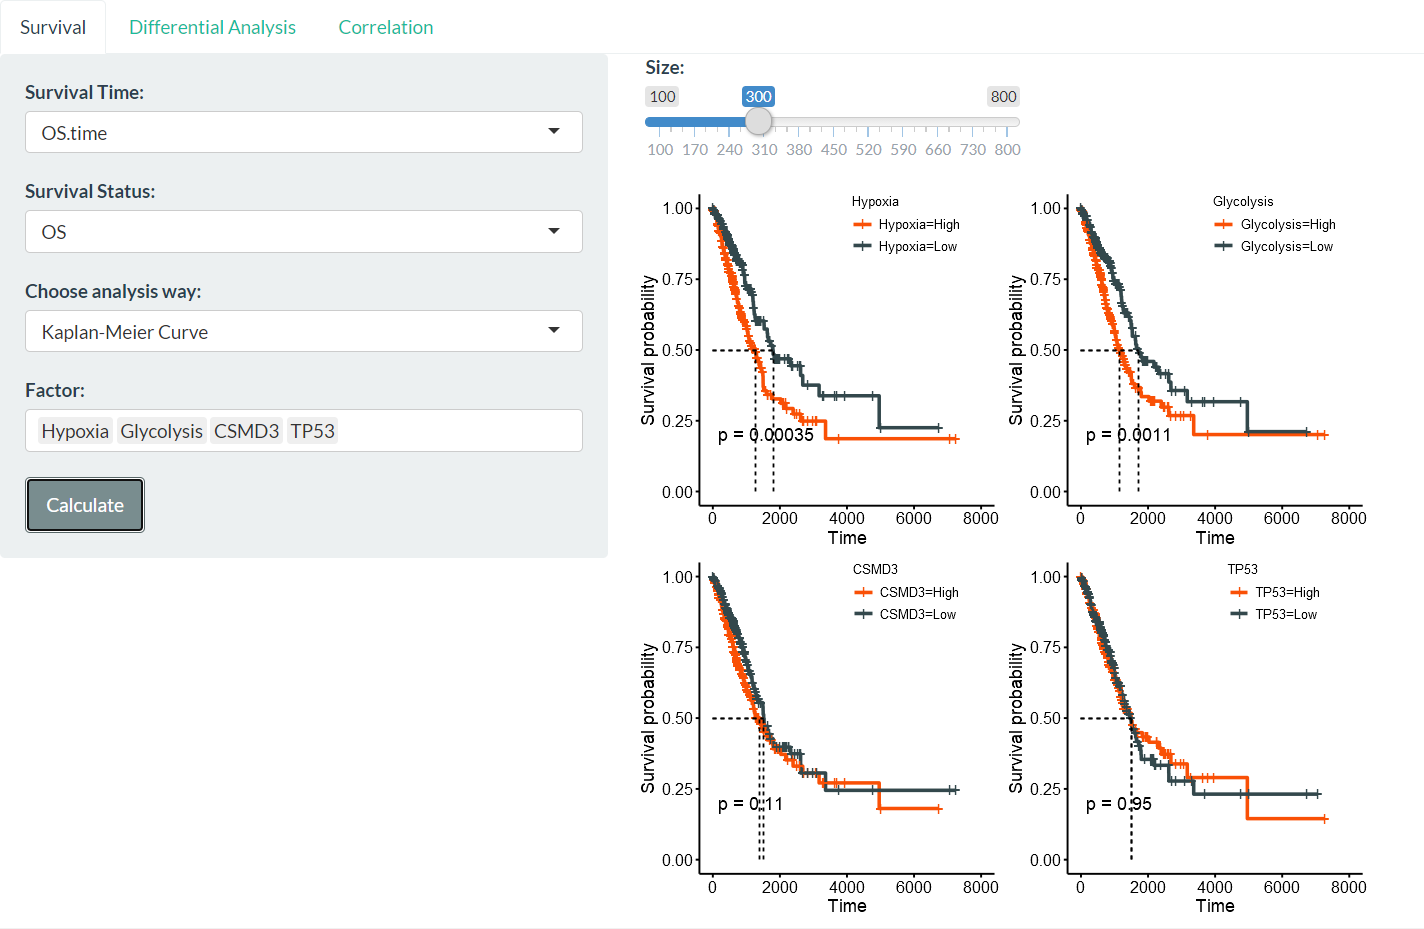 Survival Differential Analysis Correlation
Survival Time:
OS.time
Survival Status:
OS
Choose analysis way:
Kaplan-Meier Curve
Factor:
Hypoxia Glycolysis CSMD3 TP53
Calculate
Size:
100 300 800
100 170 240 310 380 450 520 590 660 730 800
Hypoxia
Hypoxia=High
Hypoxia=Low
Survival probability
1.00
0.75
0.50
0.25
0.00
p = 0.00035
0 2000 4000 6000 8000
Time
Glycolysis
Glycolysis=High
Glycolysis=Low
Survival probability
1.00
0.75
0.50
0.25
0.00
p = 0.0011
0 2000 4000 6000 8000
Time
CSMD3
CSMD3=High
CSMD3=Low
Survival probability
1.00
0.75
0.50
0.25
0.00
p = 0.11
0 2000 4000 6000 8000
Time
TP53
TP53=High
TP53=Low
Survival probability
1.00
0.75
0.50
0.25
0.00
p = 0.95
0 2000 4000 6000 8000
Time